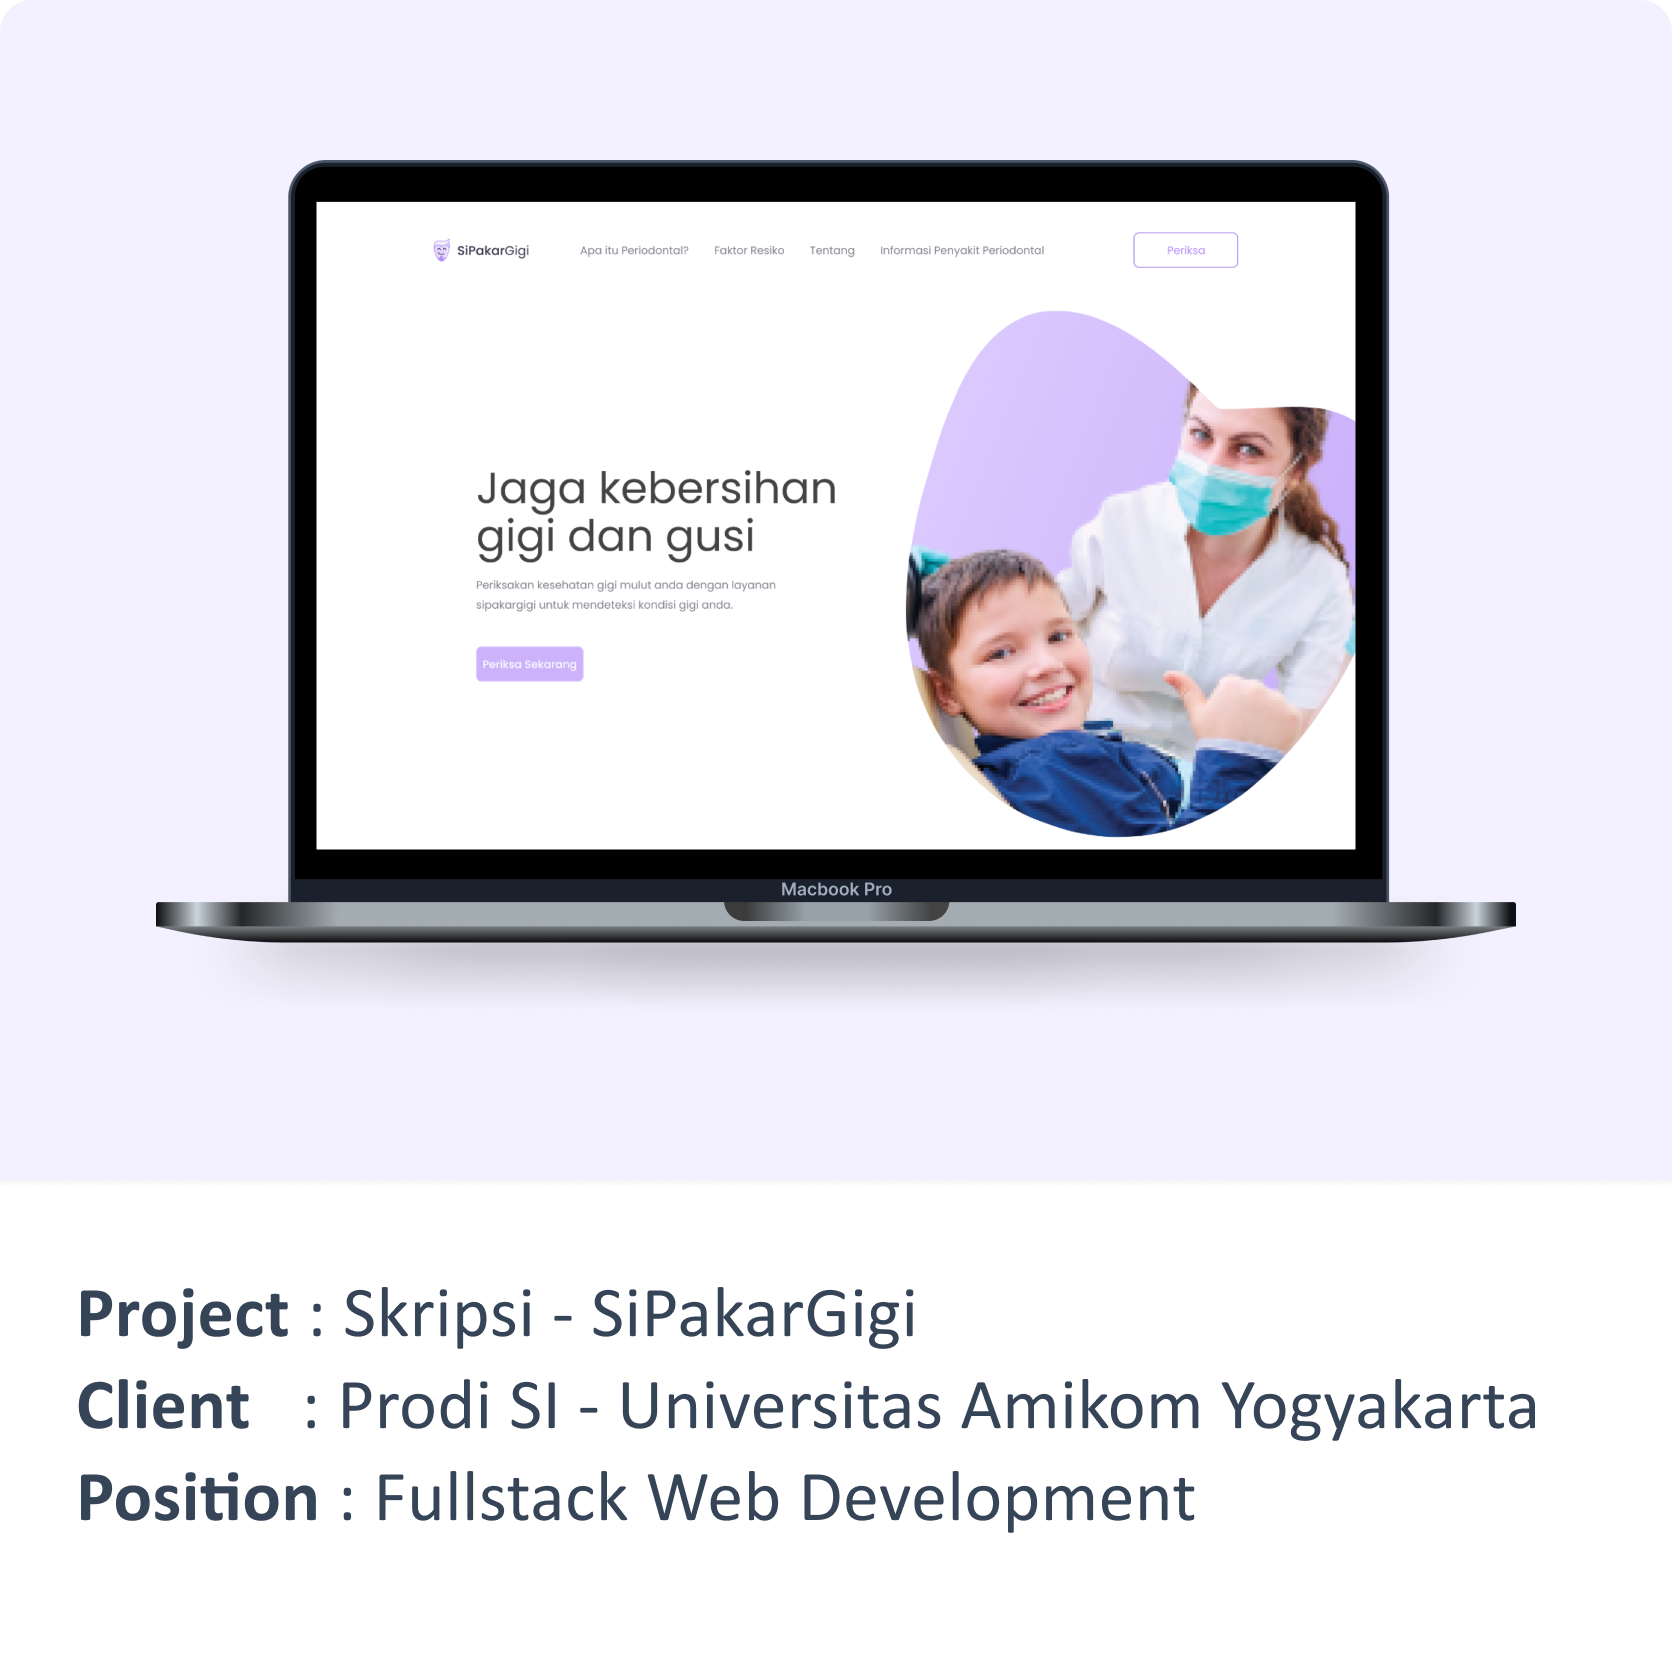 SiPakarGigi
Apa itu Periodontal?
Faktor Resiko
Tentang
Informasi Penyakit Periodontal
Periksa
Jaga kebersihan
gigi dan gusi
Periksakan kesehatan gigi mulut anda dengan layanan
sipakargigi untuk mendeteksi kondisi gigi anda.
Periksa Sekarang
Macbook Pro
Project : Skripsi - SiPakarGigi
Client : Prodi SI - Universitas Amikom Yogyakarta
Position : Fullstack Web Development